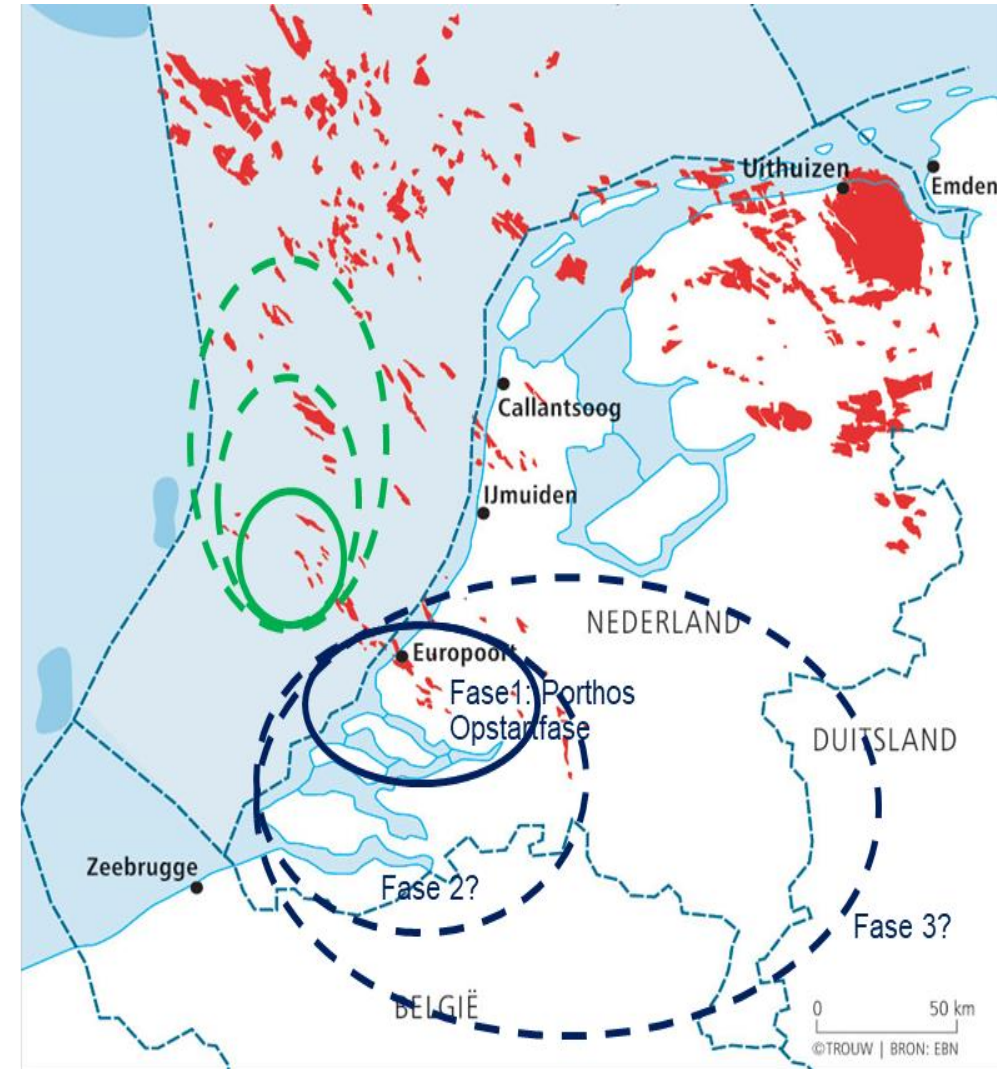 Uithuizen
Emden
Callantsoog
IJmuiden
NEDERLAND
Europoort
Fase1: Porthos
Opstartfase
DUITSLAND
Zeebrugge
Fase 2?
Fase 3?
BELGIË
0 50 km
©TROUW | BRON: EBN